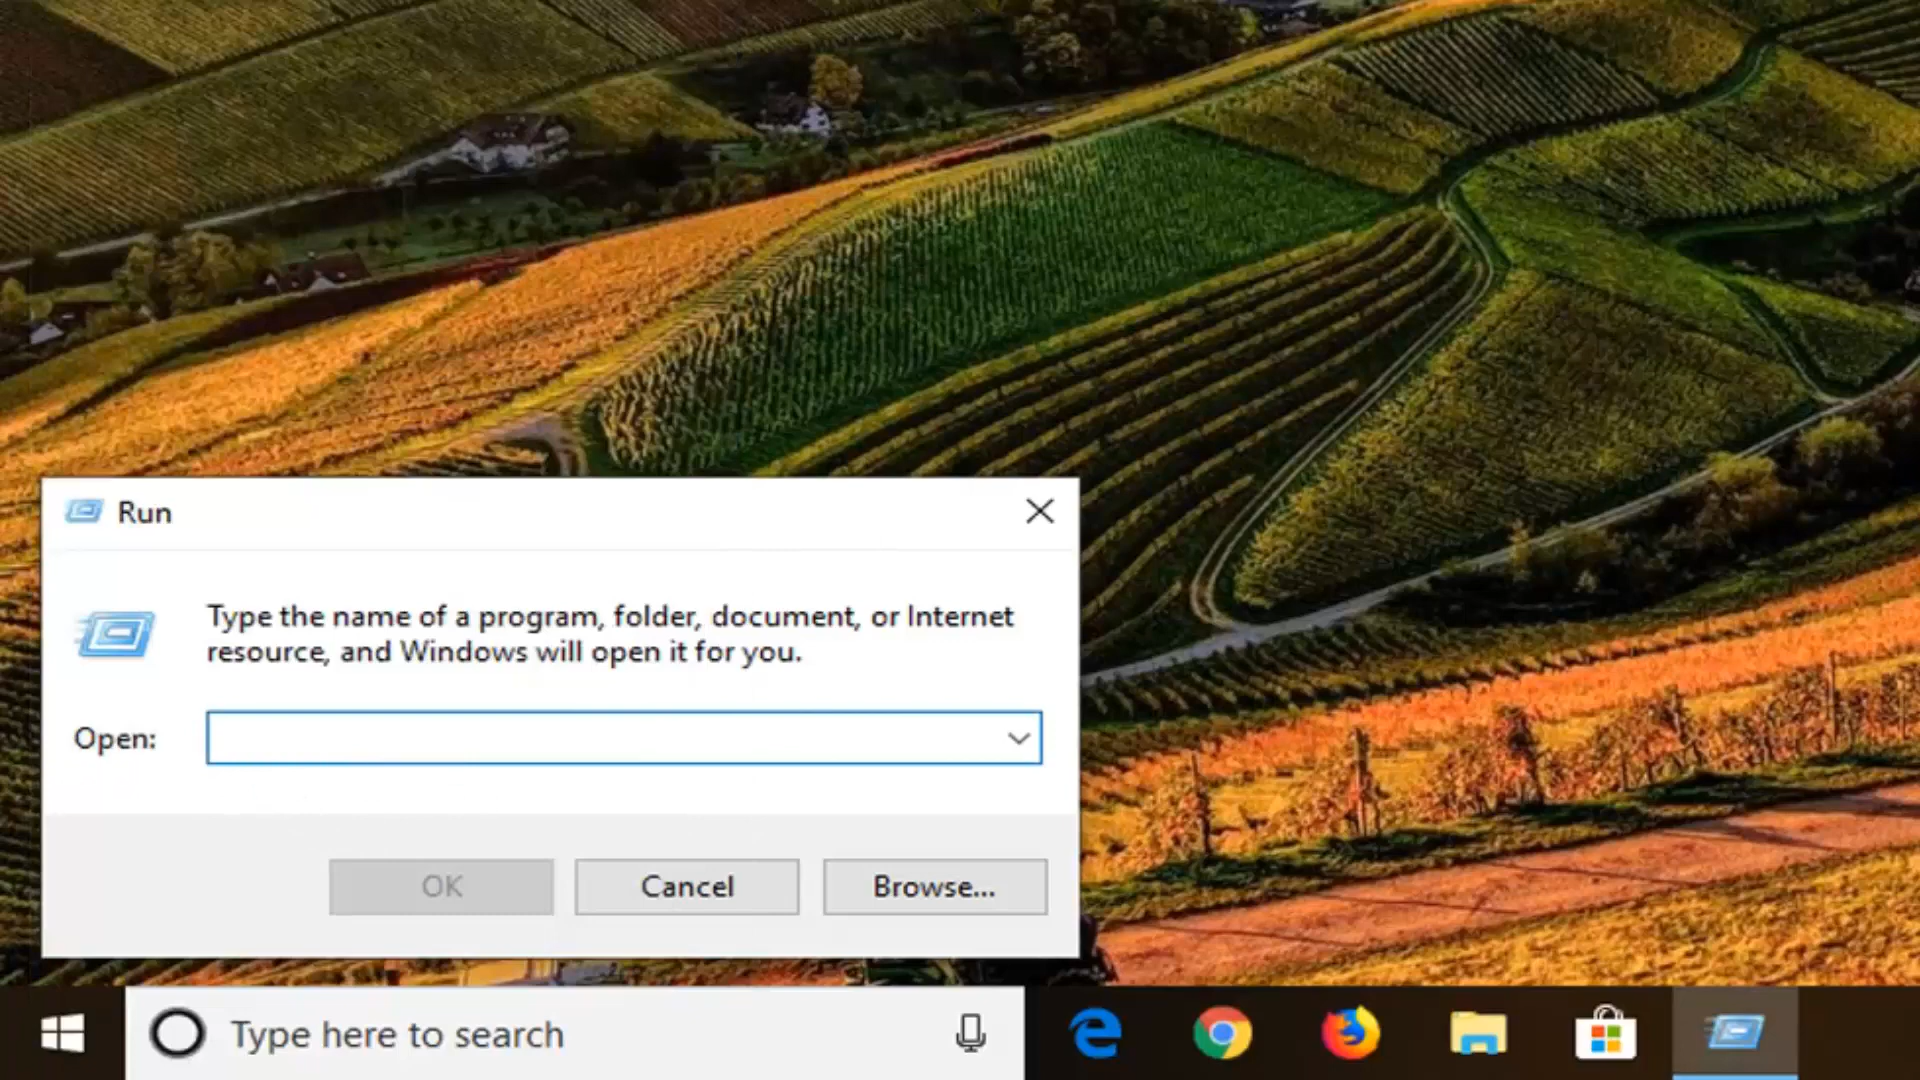 Run
Type the name of a program, folder, document, or Internet
resource, and Windows will open it for you.
Open:
OK
Cancel
Browse...
Type here to search